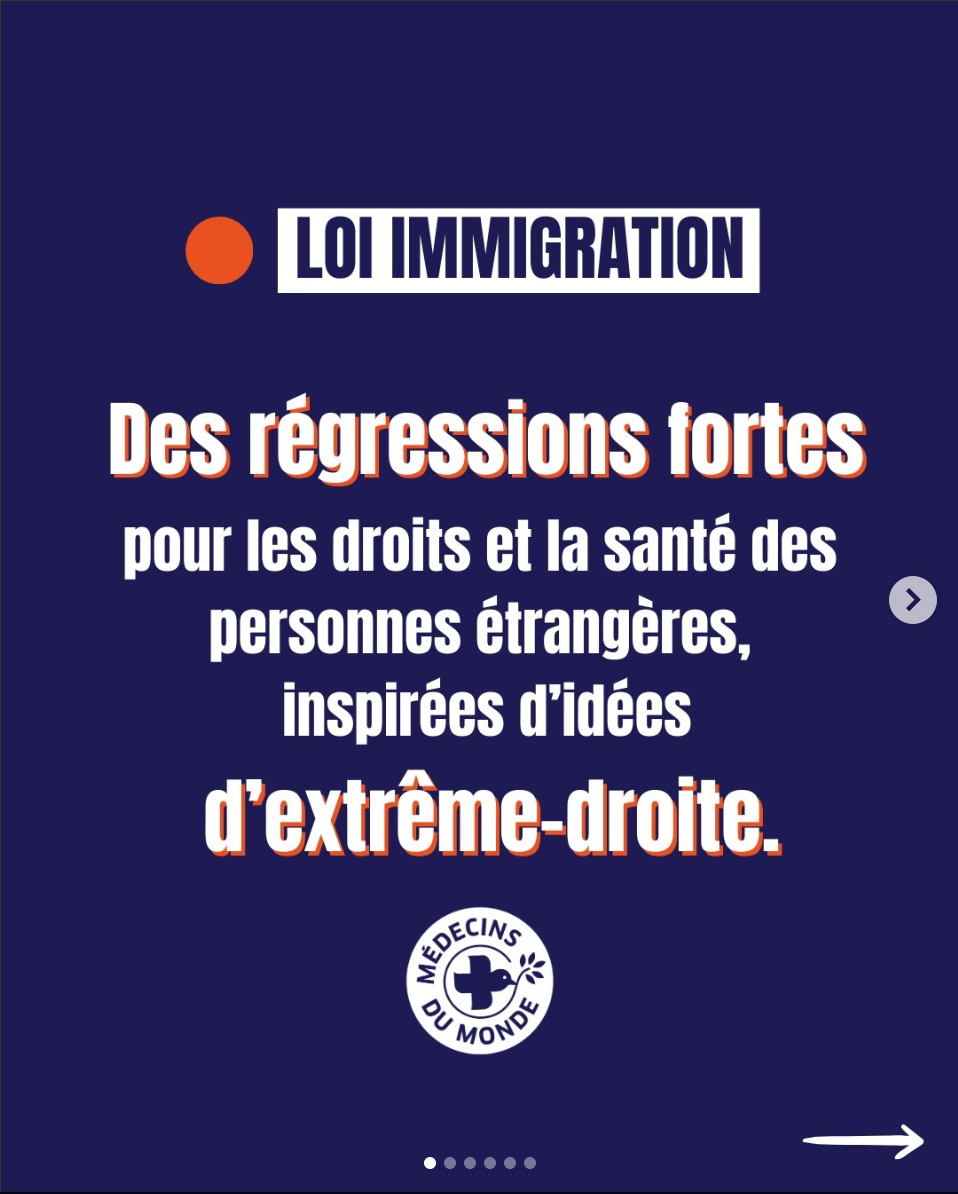 LOI IMMIGRATION
Des régressions fortes
pour les droits et la santé des
personnes étrangères,
inspirées d’idées
d’extrême-droite.
MÉDECINS
DU MONDE